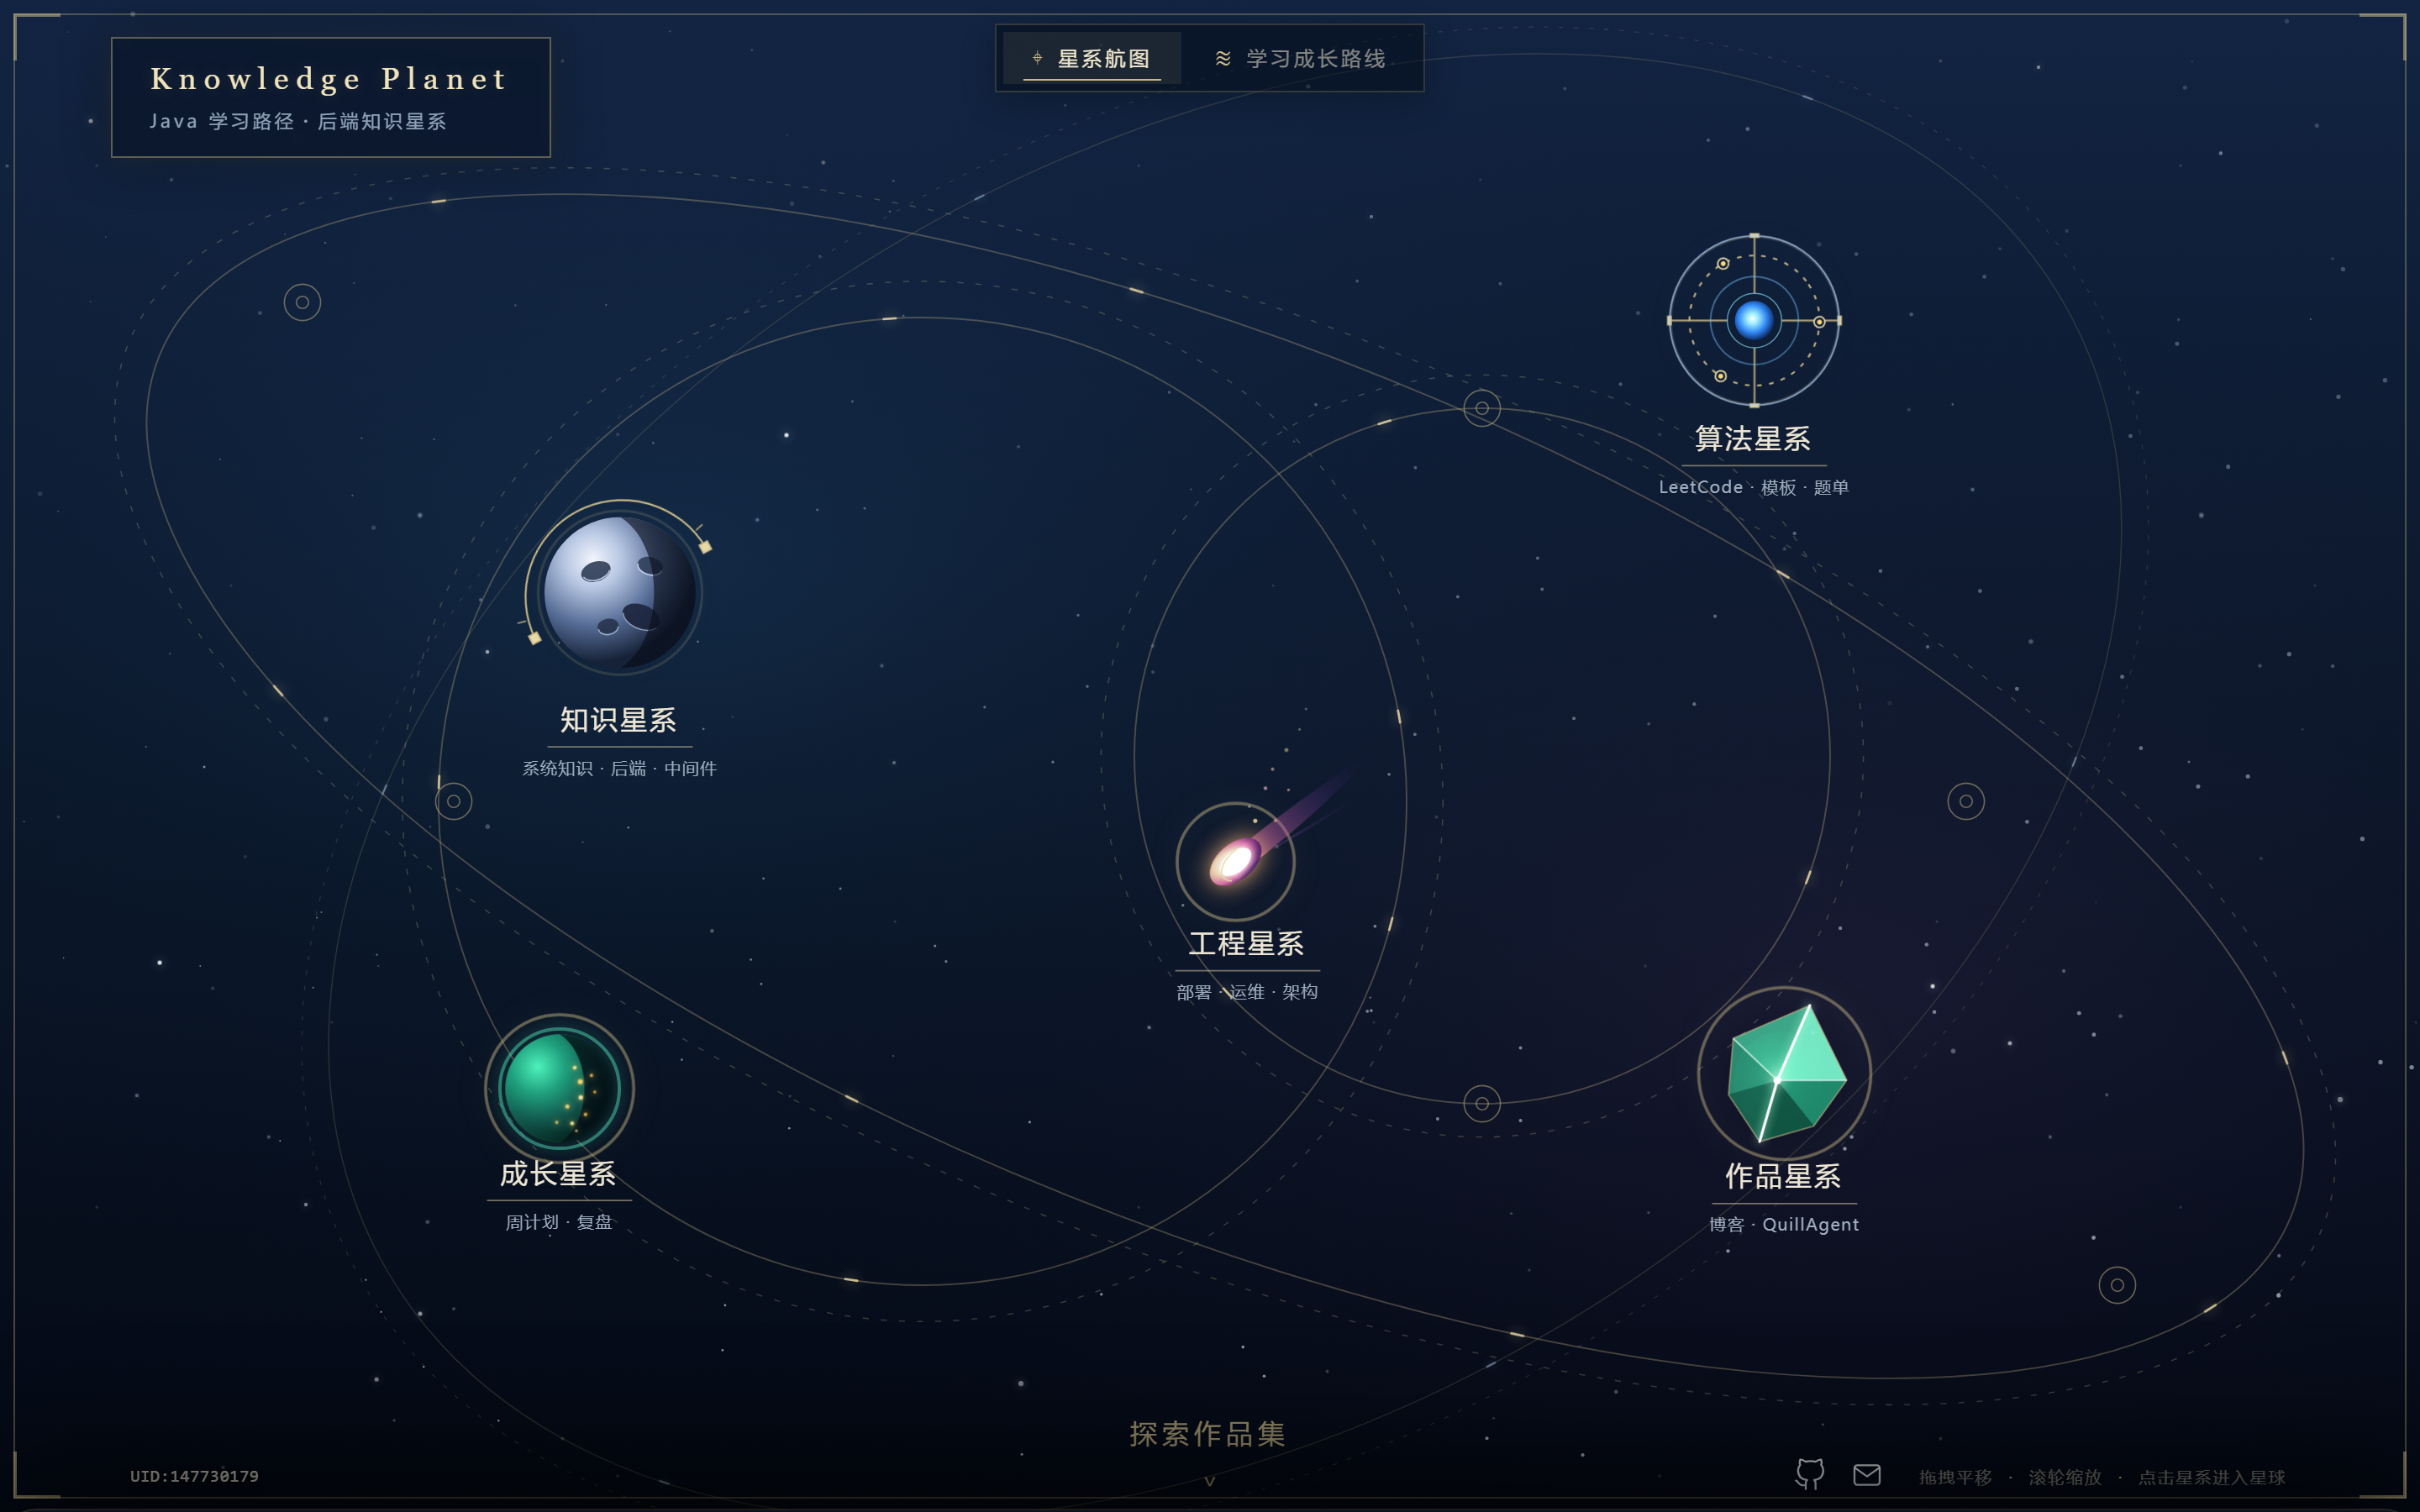 Knowledge Planet
Java 学习路径 · 后端知识星系
星系航图
学习成长路线
算法星系
LeetCode · 模板 · 题单
知识星系
系统知识 · 后端 · 中间件
工程星系
部署 · 运维 · 架构
成长星系
周计划 · 复盘
作品星系
博客 · QuillAgent
探索作品集
UID:147730179
拖拽平移 · 滚轮缩放 · 点击星系进入星球